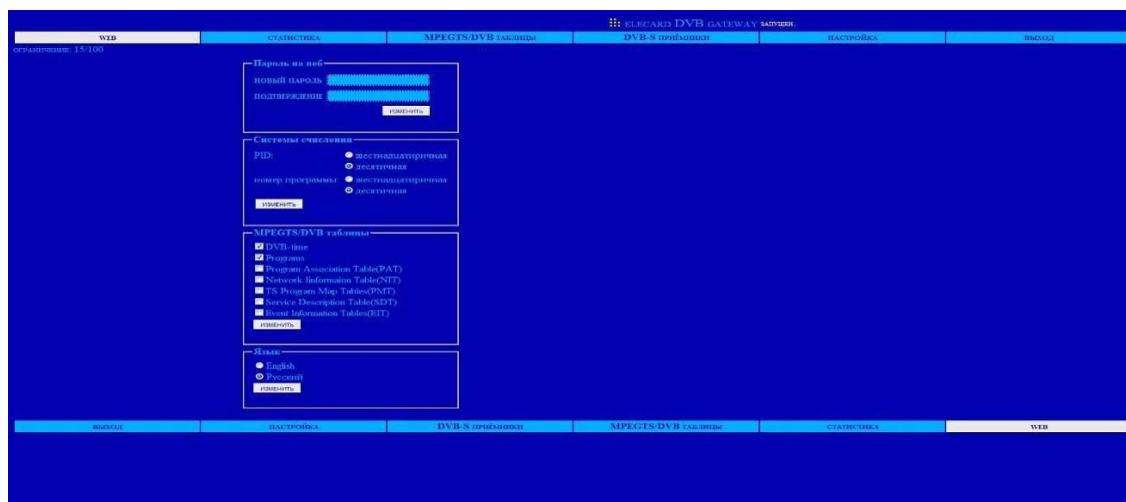 ELECARD DVB GATEWAY ЗАПУЩЕН.
WEB СТАТИСТИКА MPEGTS/DVB ТАБЛИЦЫ DVB-S ПРИЁМНИКИ НАСТРОЙКА ВЫХОД
ОГРАНИЧЕНИЕ: 15/100
Пароль на веб
НОВЫЙ ПАРОЛЬ
ПОДТВЕРЖДЕНИЕ
ИЗМЕНИТЬ
Системы счисления
PID: шестнадцатиричная
десятичная
номер программы: шестнадцатиричная
десятичная
ИЗМЕНИТЬ
MPEGTS/DVB таблицы
DVB-time
Programs
Program Association Table(PAT)
Network Iinformaion Table(NIT)
TS Program Map Tables(PMT)
Service Description Table(SDT)
Event Information Tables(EIT)
ИЗМЕНИТЬ
Язык
English
Русский
ИЗМЕНИТЬ
ВЫХОД НАСТРОЙКА DVB-S ПРИЁМНИКИ MPEGTS/DVB ТАБЛИЦЫ СТАТИСТИКА WEB